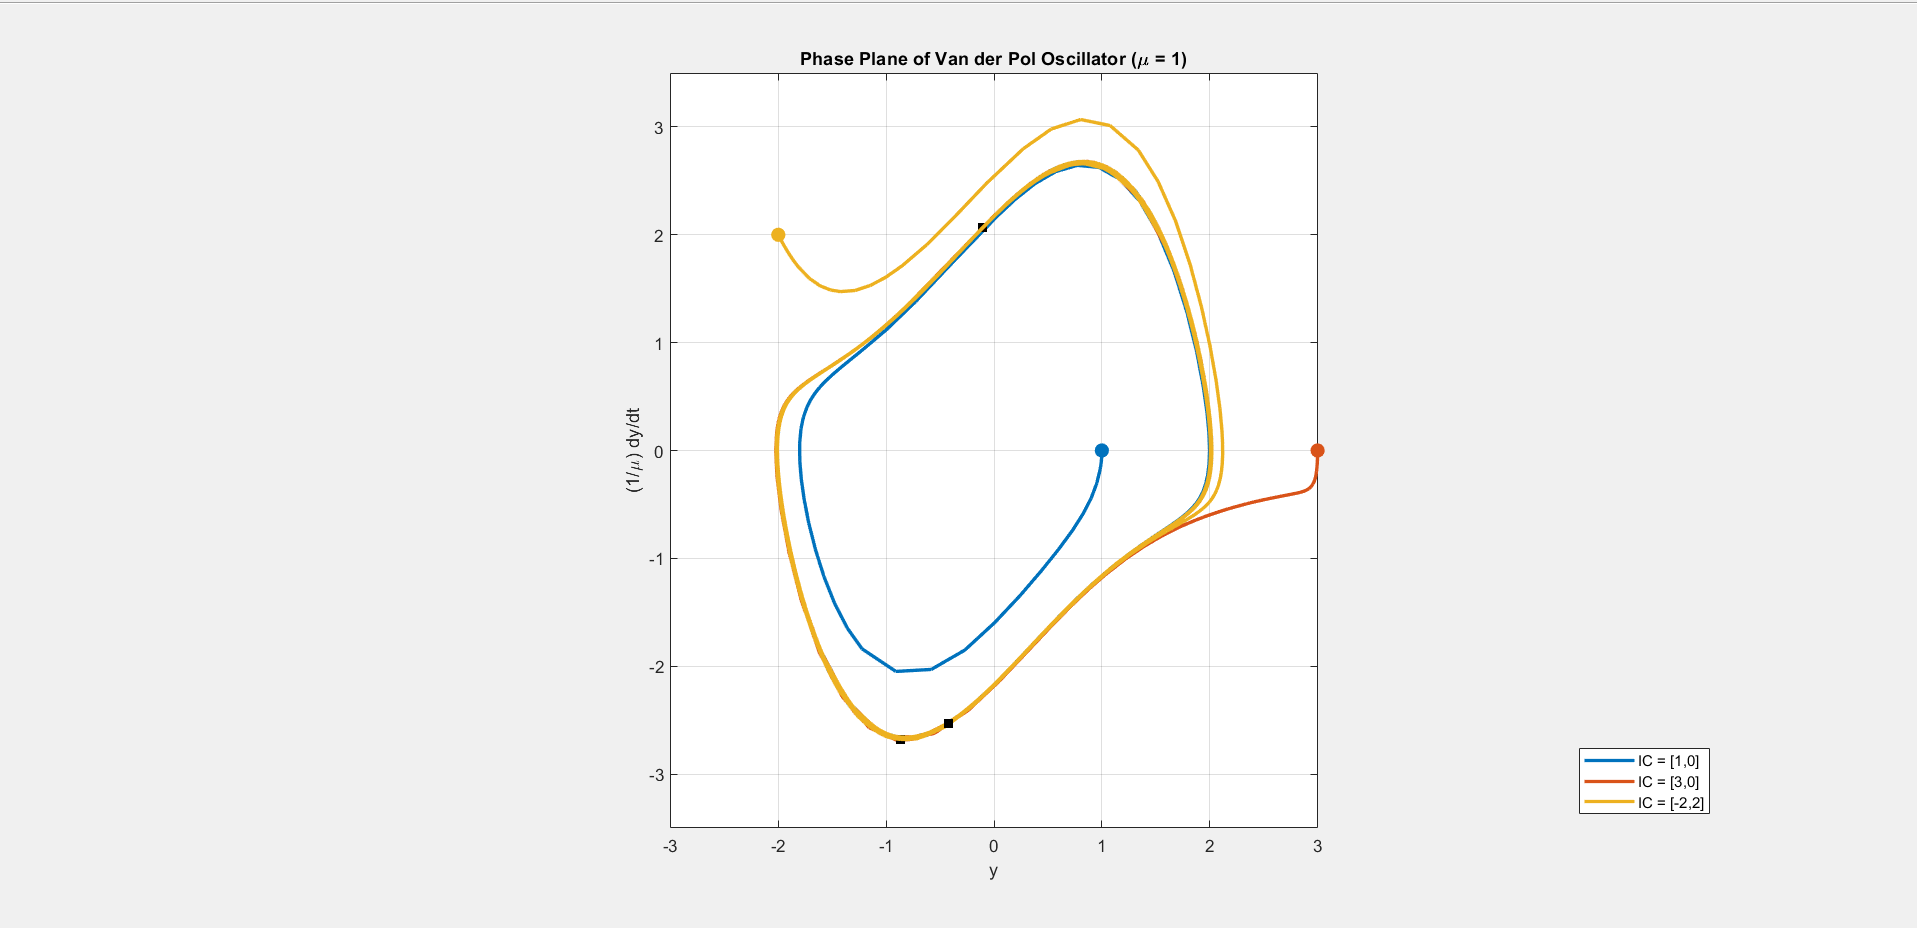 Phase Plane of Van der Pol Oscillator (μ = 1)
(1/μ) dy/dt
3
2
1
0
-1
-2
-3
-3 -2 -1 0 1 2 3
y
IC = [1,0]
IC = [3,0]
IC = [-2,2]